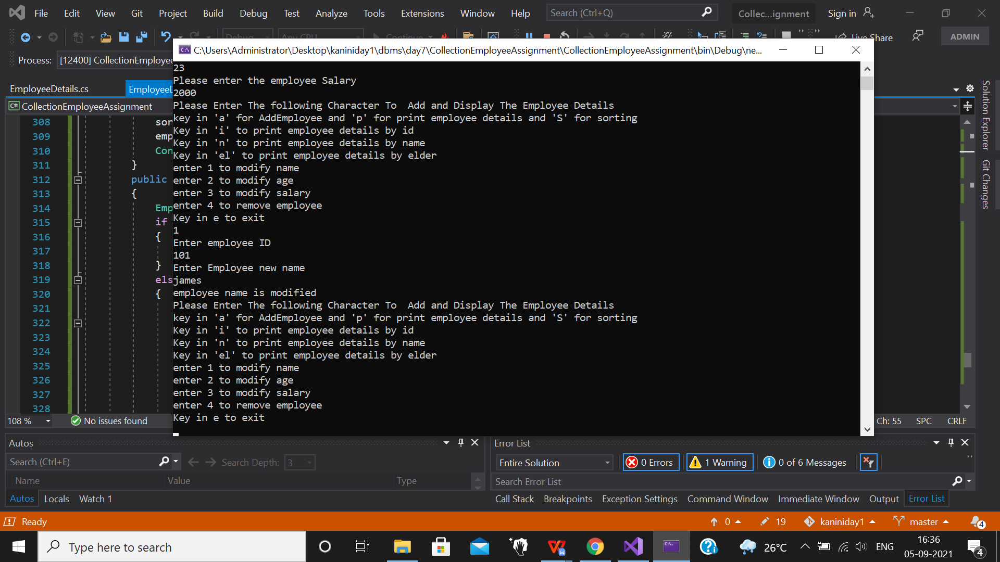 File Edit View Git Project Build Debug Test Analyze Tools Extensions Window Help Search (Ctrl+Q) Collec...ignment Sign in
Debug Any CPU Continue Live Share ADMIN
Process: [12400] CollectionEmployee
C:\Users\Administrator\Desktop\kaniniday1\dbms\day7\CollectionEmployeeAssignment\CollectionEmployeeAssignment\bin\Debug\ne...
EmployeeDetails.cs
CollectionEmployeeAssignment
23
Please enter the employee Salary
2000
Please Enter The following Character To  Add and Display The Employee Details
key in 'a' for AddEmployee and 'p' for print employee details and 'S' for sorting
Key in 'i' to print employee details by id
Key in 'n' to print employee details by name
Key in 'el' to print employee details by elder
enter 1 to modify name
enter 2 to modify age
enter 3 to modify salary
enter 4 to remove employee
Key in e to exit
1
Enter employee ID
101
Enter Employee new name
james
employee name is modified
Please Enter The following Character To  Add and Display The Employee Details
key in 'a' for AddEmployee and 'p' for print employee details and 'S' for sorting
Key in 'i' to print employee details by id
Key in 'n' to print employee details by name
Key in 'el' to print employee details by elder
enter 1 to modify name
enter 2 to modify age
enter 3 to modify salary
enter 4 to remove employee
Key in e to exit
308 sor
309 emp
310 Con
311 }
312 public
313 {
314 Emp
315 if
316 {
317
318 }
319 els
320 {
321
322
323
324
325
326
327
328
Solution Explorer
Git Changes
108 % No issues found Ch: 55 SPC CRLF
Autos
Search (Ctrl+E) Search Depth: 3
Name Value Type
Autos Locals Watch 1
Error List
Entire Solution 0 Errors 1 Warning 0 of 6 Messages
Search Error List
Call Stack Breakpoints Exception Settings Command Window Immediate Window Output Error List
Ready 0 19 kaniniday1 master 4
Type here to search 26°C ENG 16:36
05-09-2021 4